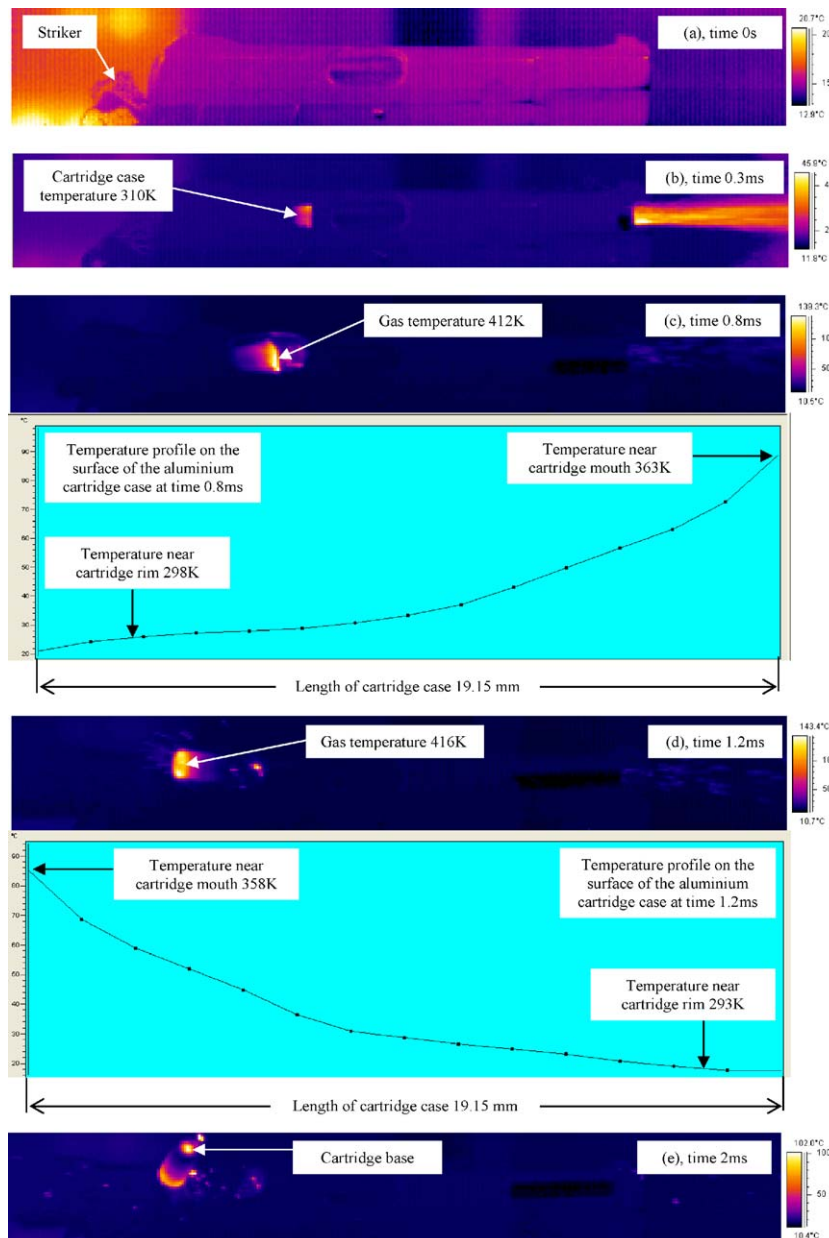 Striker
(a), time 0s
20.7°C
20
15
12.9°C
Cartridge case
temperature 310K
(b), time 0.3ms
45.9°C
4
2
11.8°C
Gas temperature 412K
(c), time 0.8ms
139.3°C
100
50
10.5°C
°C
90
80
70
60
50
40
30
20
Temperature profile on the
surface of the aluminium
cartridge case at time 0.8ms
Temperature near
cartridge mouth 363K
Temperature near
cartridge rim 298K
Length of cartridge case 19.15 mm
Gas temperature 416K
(d), time 1.2ms
143.4°C
100
50
10.7°C
°C
90
80
70
60
50
40
30
20
Temperature near
cartridge mouth 358K
Temperature profile on the
surface of the aluminium
cartridge case at time 1.2ms
Temperature near
cartridge rim 293K
Length of cartridge case 19.15 mm
Cartridge base
(e), time 2ms
102.0°C
100
50
10.4°C